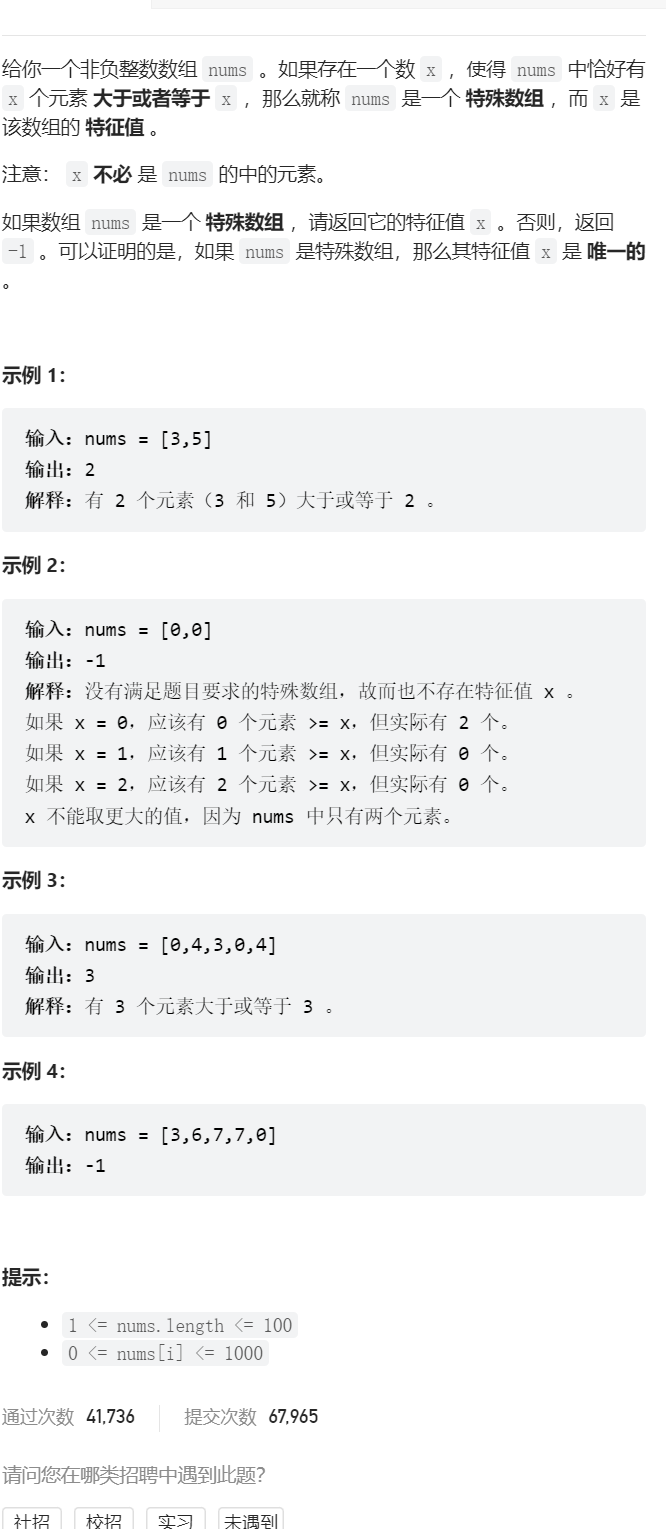 给你一个非负整数数组 nums 。如果存在一个数 x ，使得 nums 中恰好有
x 个元素 大于或者等于 x ，那么就称 nums 是一个 特殊数组 ，而 x 是
该数组的 特征值 。
注意： x 不必 是 nums 的中的元素。
如果数组 nums 是一个 特殊数组 ，请返回它的特征值 x 。否则，返回
-1 。可以证明的是，如果 nums 是特殊数组，那么其特征值 x 是 唯一的
。
示例 1：
输入：nums = [3,5]
输出：2
解释：有 2 个元素（3 和 5）大于或等于 2 。
示例 2：
输入：nums = [0,0]
输出：-1
解释：没有满足题目要求的特殊数组，故而也不存在特征值 x 。
如果 x = 0，应该有 0 个元素 >= x，但实际有 2 个。
如果 x = 1，应该有 1 个元素 >= x，但实际有 0 个。
如果 x = 2，应该有 2 个元素 >= x，但实际有 0 个。
x 不能取更大的值，因为 nums 中只有两个元素。
示例 3：
输入：nums = [0,4,3,0,4]
输出：3
解释：有 3 个元素大于或等于 3 。
示例 4：
输入：nums = [3,6,7,7,0]
输出：-1
提示：
• 1 <= nums.length <= 100
• 0 <= nums[i] <= 1000
通过次数 41,736 提交次数 67,965
请问您在哪类招聘中遇到此题？
社招 校招 实习 未遇到